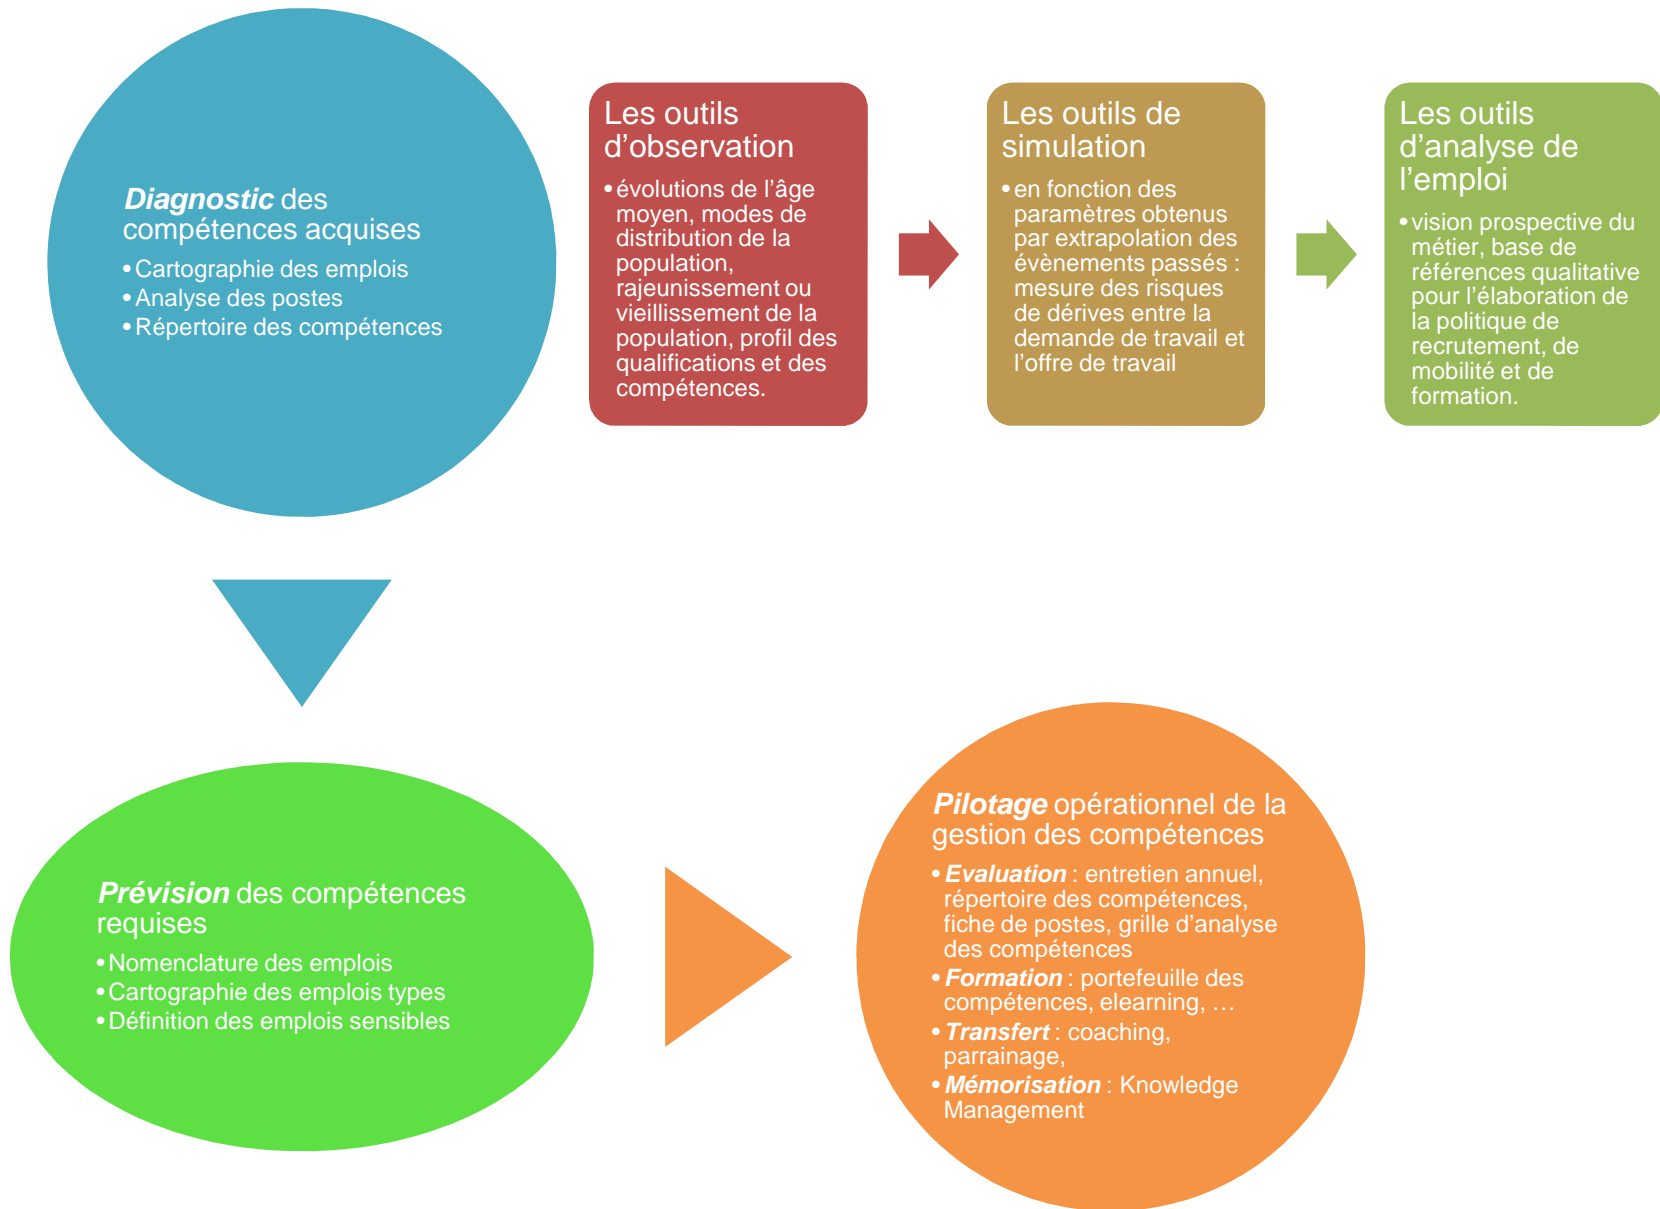 Diagnostic des
compétences acquises
• Cartographie des emplois
• Analyse des postes
• Répertoire des compétences
Les outils
d’observation
• évolutions de l’âge
moyen, modes de
distribution de la
population,
rajeunissement ou
vieillissement de la
population, profil des
qualifications et des
compétences.
Les outils de
simulation
• en fonction des
paramètres obtenus
par extrapolation des
évènements passés :
mesure des risques
de dérives entre la
demande de travail et
l’offre de travail
Les outils
d’analyse de
l’emploi
• vision prospective du
métier, base de
références qualitative
pour l’élaboration de
la politique de
recrutement, de
mobilité et de
formation.
Prévision des compétences
requises
• Nomenclature des emplois
• Cartographie des emplois types
• Définition des emplois sensibles
Pilotage opérationnel de la
gestion des compétences
• Evaluation : entretien annuel,
répertoire des compétences,
fiche de postes, grille d’analyse
des compétences
• Formation : portefeuille des
compétences, elearning, …
• Transfert : coaching,
parrainage,
• Mémorisation : Knowledge
Management